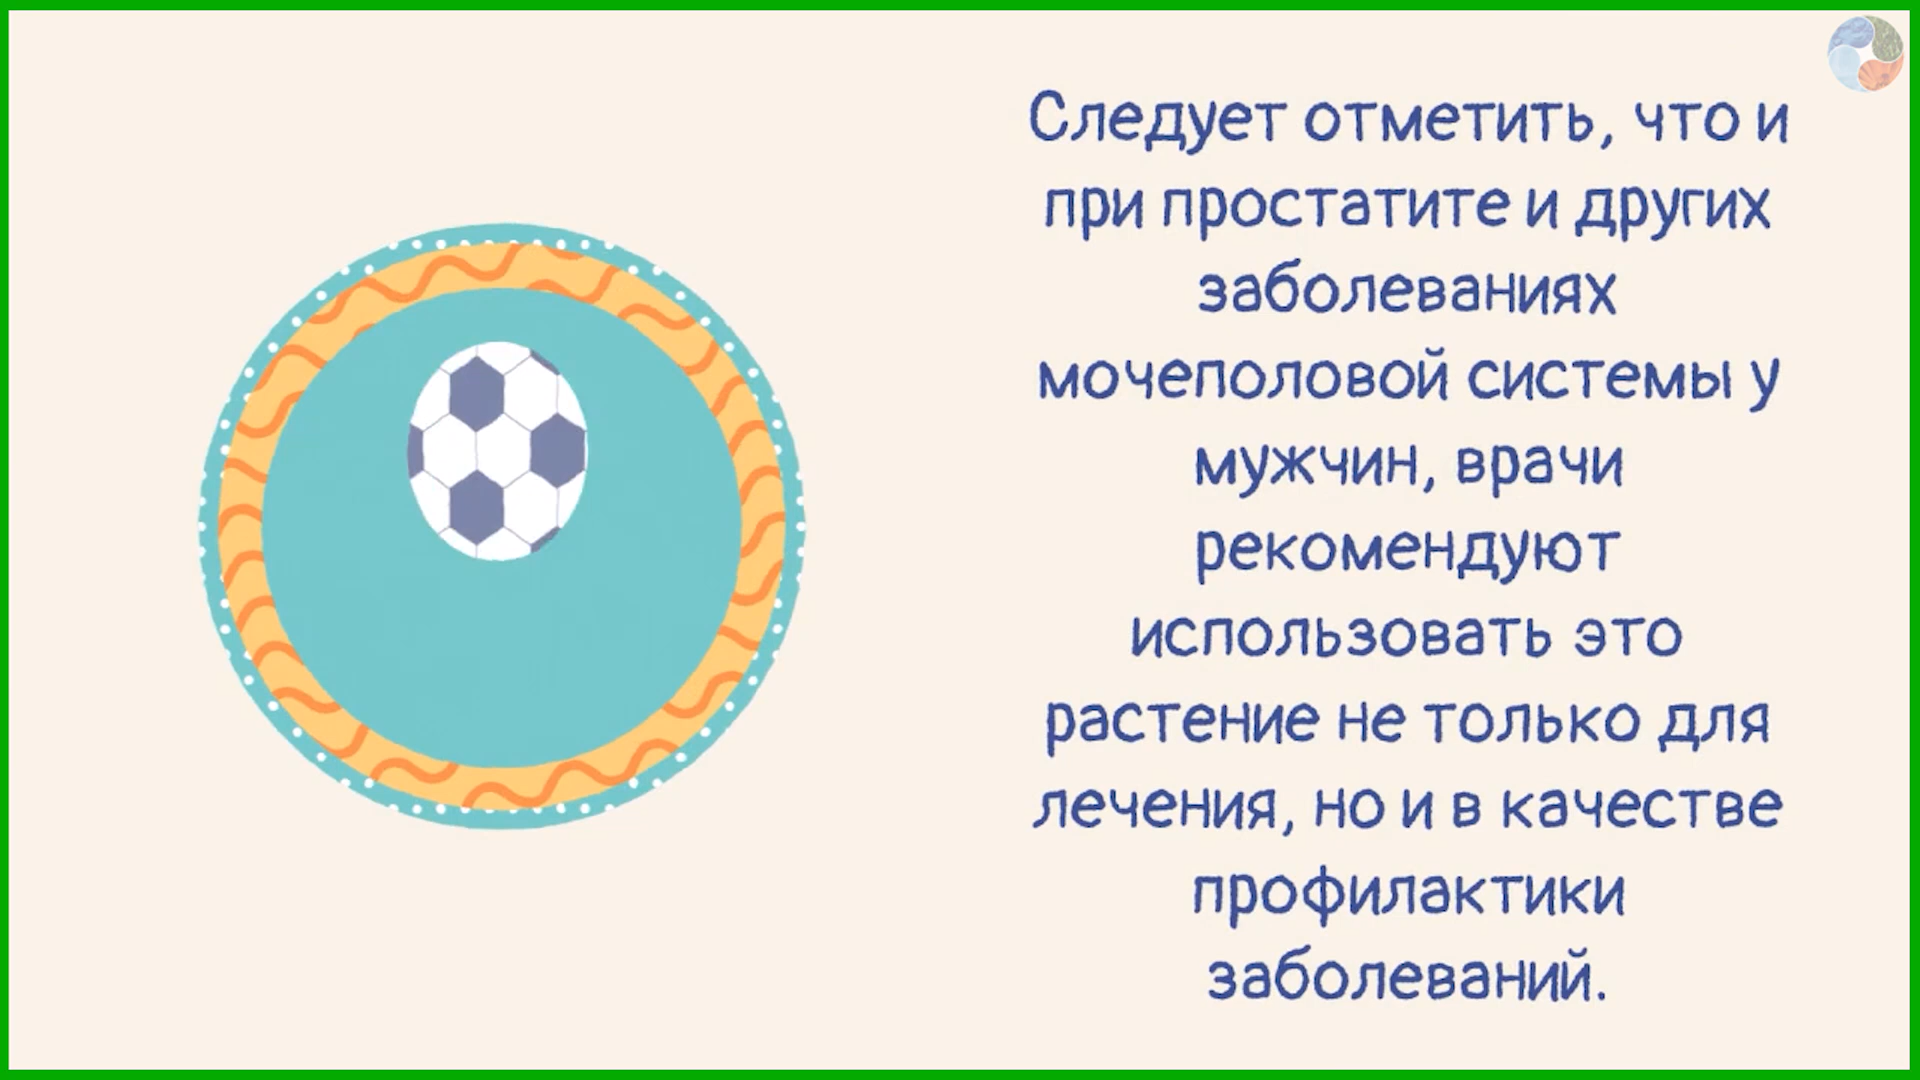 Следует отметить, что и
при простатите и других
заболеваниях
мочеполовой системы у
мужчин, врачи
рекомендуют
использовать это
растение не только для
лечения, но и в качестве
профилактики
заболеваний.